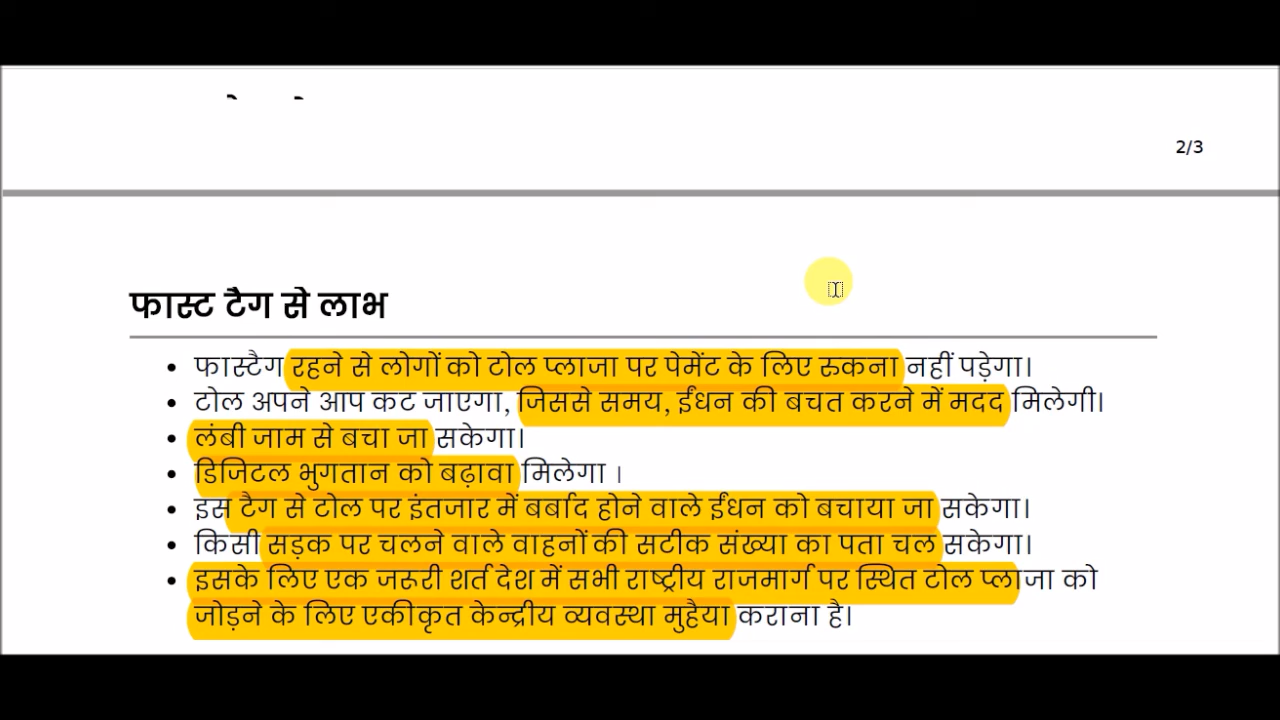 2/3
फास्ट टैग से लाभ
• फास्टैग रहने से लोगों को टोल प्लाजा पर पेमेंट के लिए रुकना नहीं पड़ेगा।
• टोल अपने आप कट जाएगा, जिससे समय, ईंधन की बचत करने में मदद मिलेगी।
• लंबी जाम से बचा जा सकेगा।
• डिजिटल भुगतान को बढ़ावा मिलेगा ।
• इस टैग से टोल पर इंतजार में बर्बाद होने वाले ईंधन को बचाया जा सकेगा।
• किसी सड़क पर चलने वाले वाहनों की सटीक संख्या का पता चल सकेगा।
• इसके लिए एक जरूरी शर्त देश में सभी राष्ट्रीय राजमार्ग पर स्थित टोल प्लाजा को
जोड़ने के लिए एकीकृत केन्द्रीय व्यवस्था मुहैया कराना है।